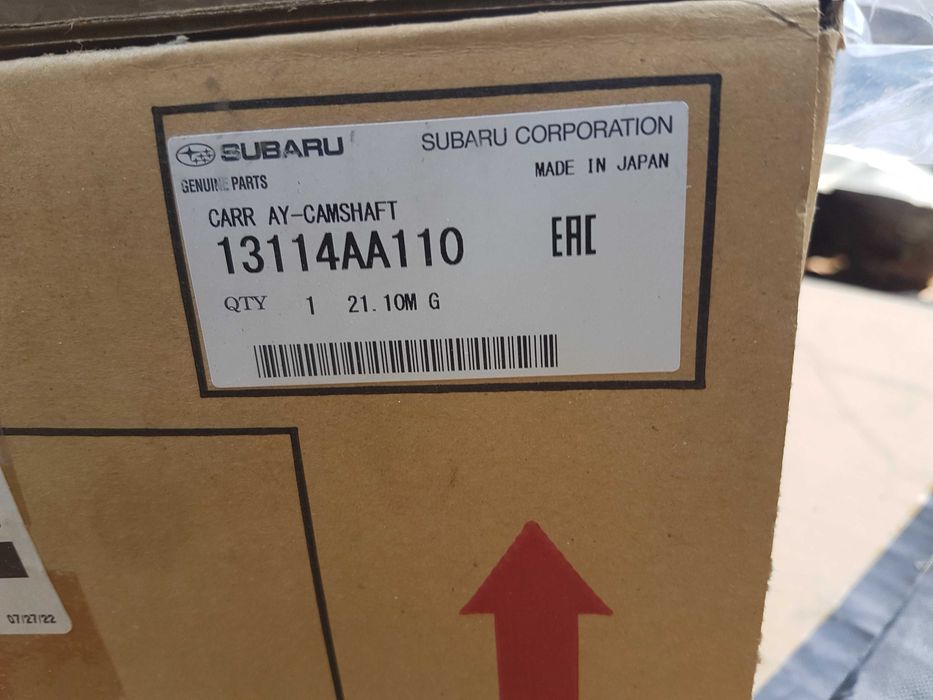 SUBARU
SUBARU CORPORATION
GENUINE PARTS
MADE IN JAPAN
CARR AY-CAMSHAFT
13114AA110
EAC
QTY 1 21.10M G
07/27/22